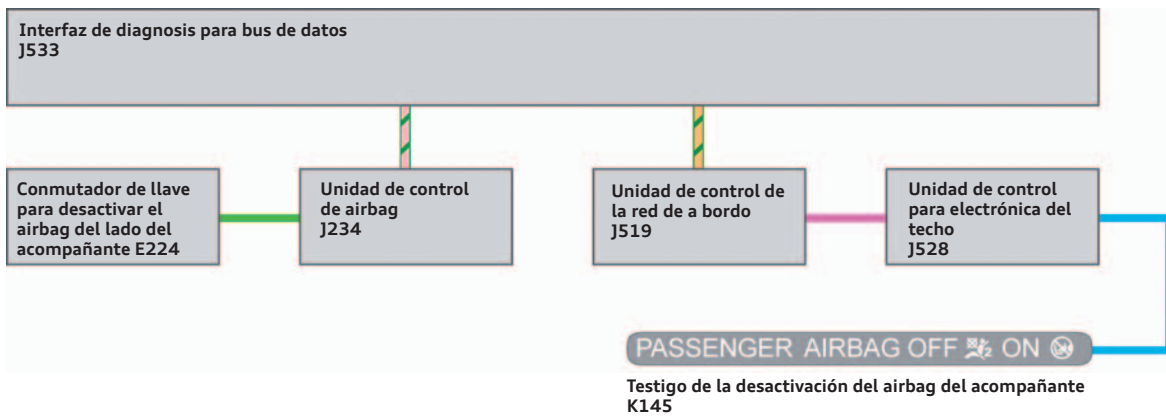 Interfaz de diagnosis para bus de datos
J533
Conmutador de llave
para desactivar el
airbag del lado del
acompañante E224
Unidad de control
de airbag
J234
Unidad de control de
la red de a bordo
J519
Unidad de control
para electrónica del
techo
J528
PASSENGER AIRBAG OFF 2 ON
Testigo de la desactivación del airbag del acompañante
K145